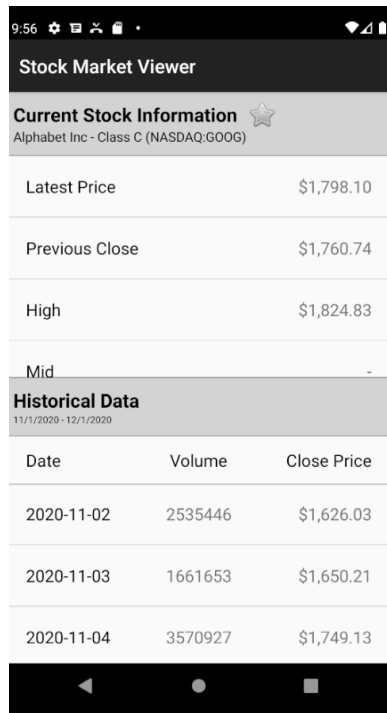 9:56
Stock Market Viewer
Current Stock Information
Alphabet Inc - Class C (NASDAQ:GOOG)
Latest Price $1,798.10
Previous Close $1,760.74
High $1,824.83
Mid -
Historical Data
11/1/2020 - 12/1/2020
Date Volume Close Price
2020-11-02 2535446 $1,626.03
2020-11-03 1661653 $1,650.21
2020-11-04 3570927 $1,749.13